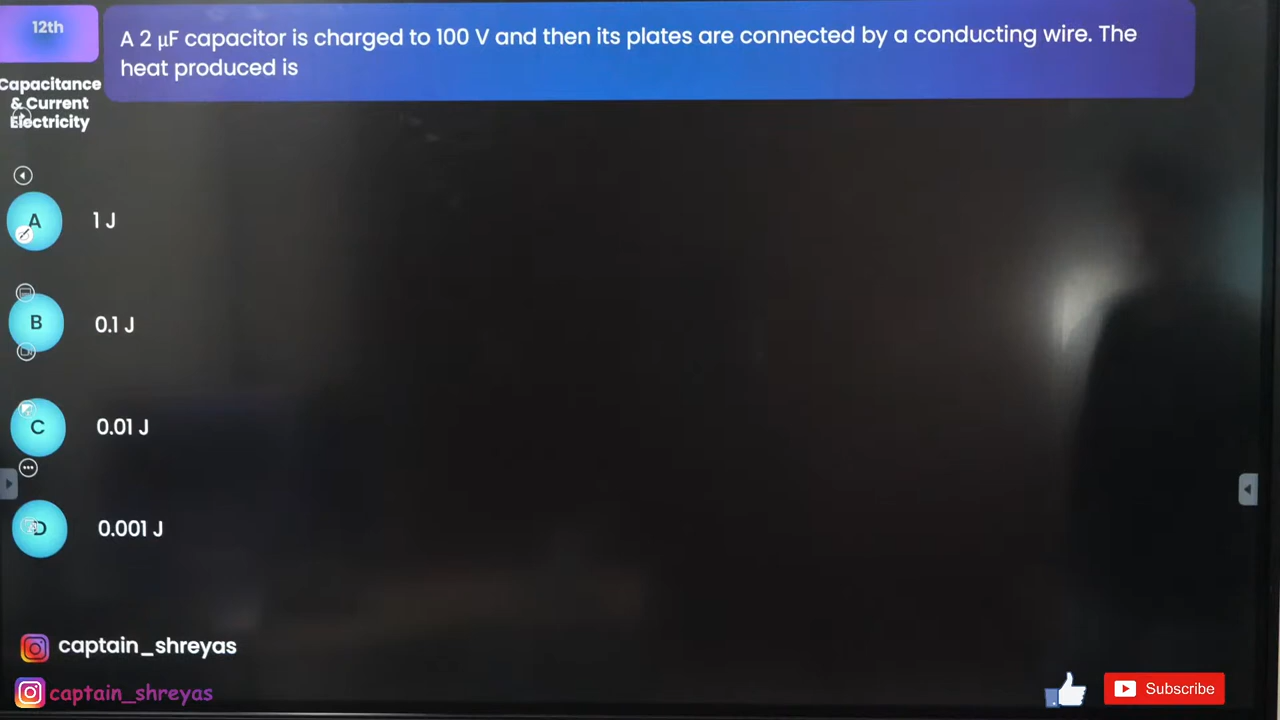 12th
A 2 μF capacitor is charged to 100 V and then its plates are connected by a conducting wire. The
heat produced is
Capacitance
& Current
Electricity
A 1 J
B 0.1 J
C 0.01 J
D 0.001 J
captain_shreyas
captain_shreyas
Subscribe